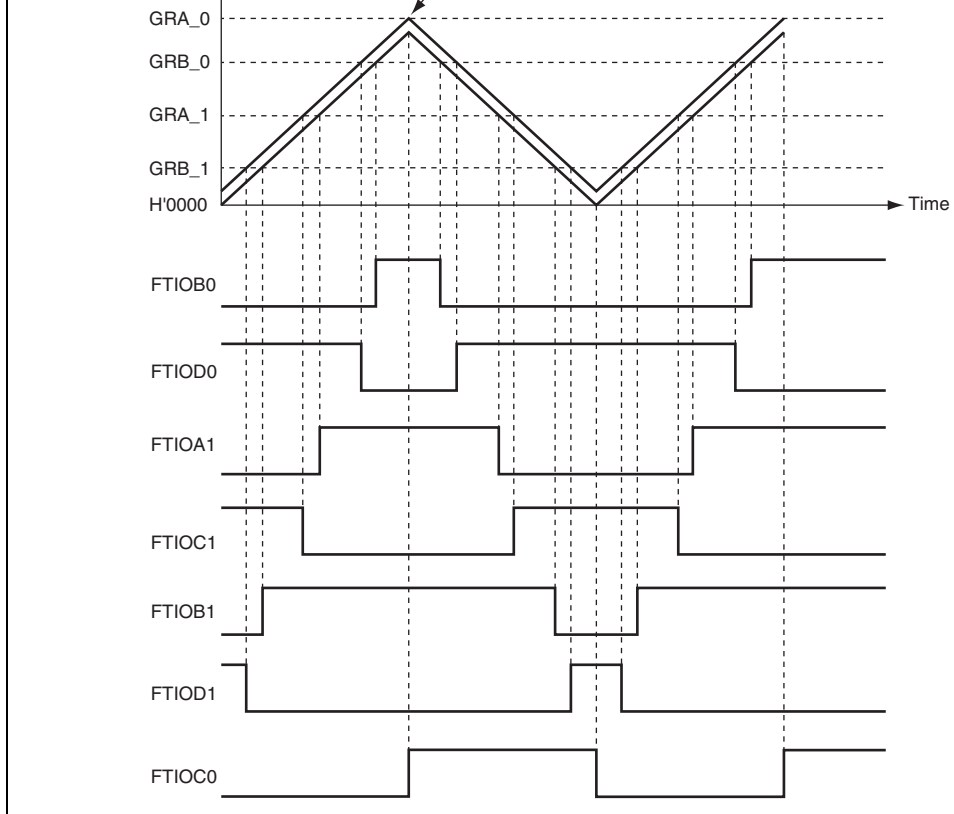 GRA_0
GRB_0
GRA_1
GRB_1
H'0000
Time
FTIOB0
FTIOD0
FTIOA1
FTIOC1
FTIOB1
FTIOD1
FTIOC0